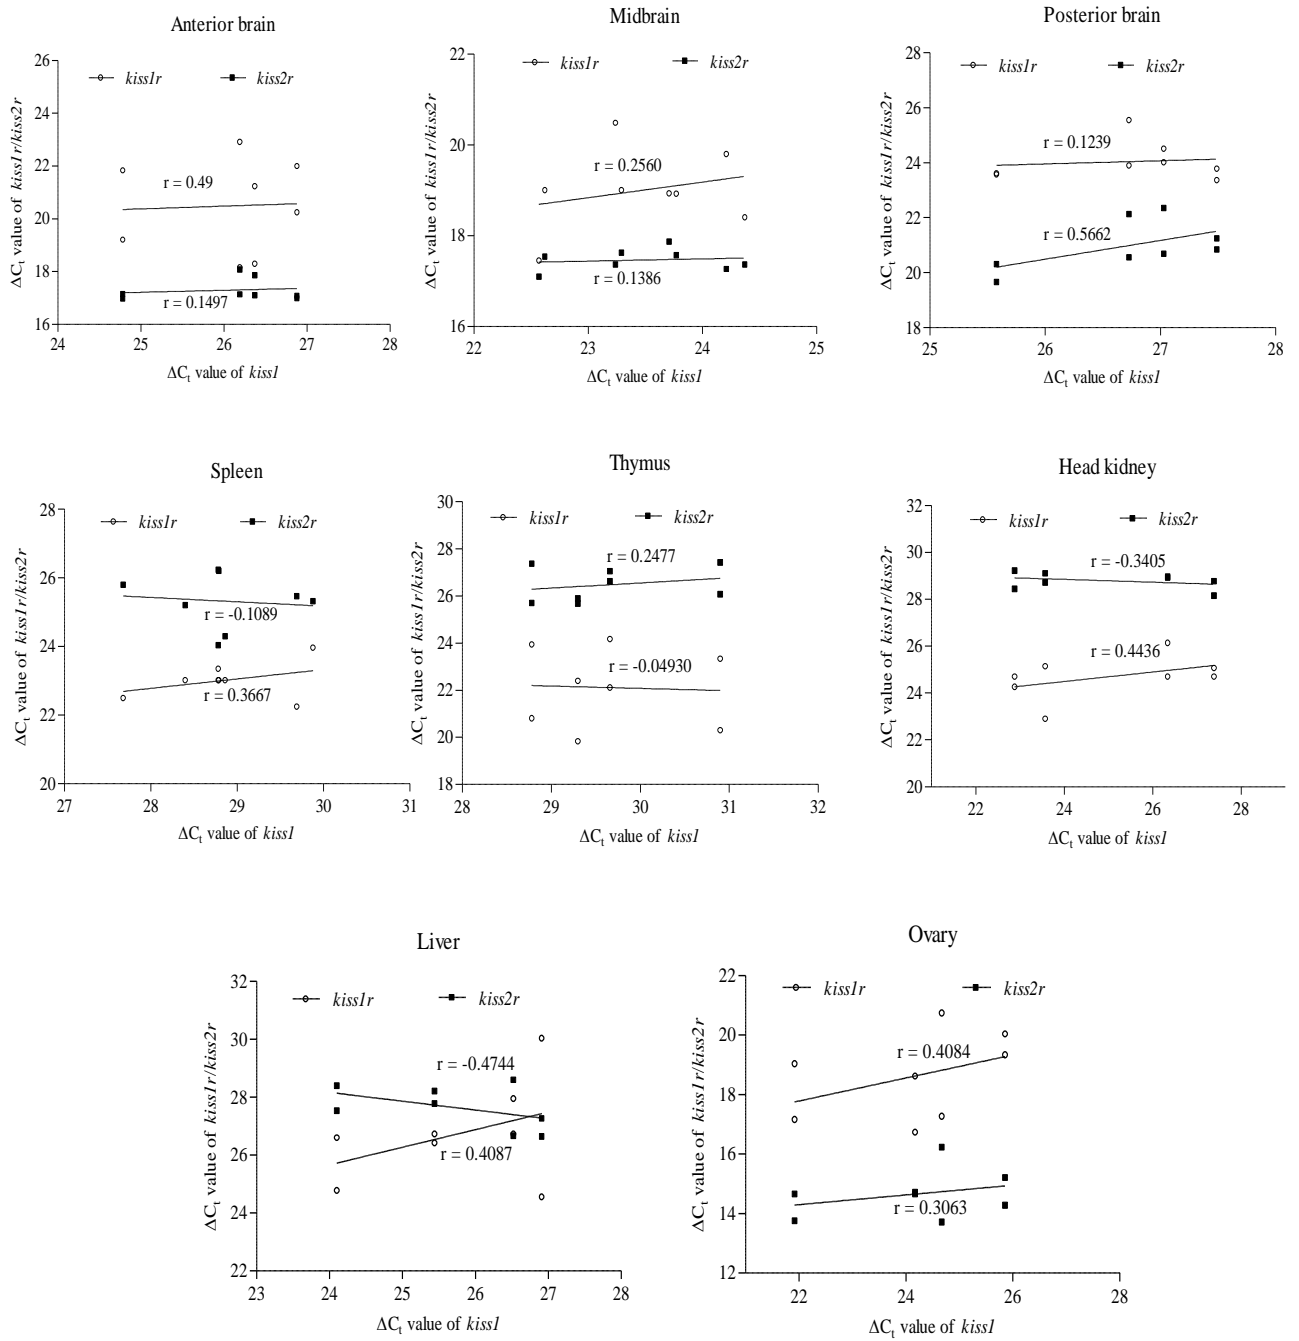 Anterior brain
ΔCt value of kiss1r/kiss2r
26
24
22
20
18
16
kiss1r
kiss2r
r = 0.49
r = 0.1497
24
25
26
27
28
ΔCt value of kiss1
Midbrain
ΔCt value of kiss1r/kiss2r
22
20
18
16
kiss1r
kiss2r
r = 0.2560
r = 0.1386
22
23
24
25
ΔCt value of kiss1
Posterior brain
ΔCt value of kiss1r/kiss2r
28
26
24
22
20
18
kiss1r
kiss2r
r = 0.1239
r = 0.5662
25
26
27
28
ΔCt value of kiss1
Spleen
ΔCt value of kiss1r/kiss2r
28
26
24
22
20
kiss1r
kiss2r
r = -0.1089
r = 0.3667
27
28
29
30
31
ΔCt value of kiss1
Thymus
ΔCt value of kiss1r/kiss2r
30
28
26
24
22
20
18
kiss1r
kiss2r
r = 0.2477
r = -0.04930
28
29
30
31
32
ΔCt value of kiss1
Head kidney
ΔCt value of kiss1r/kiss2r
32
30
28
26
24
22
20
kiss1r
kiss2r
r = -0.3405
r = 0.4436
22
24
26
28
ΔCt value of kiss1
Liver
ΔCt value of kiss1r/kiss2r
32
30
28
26
24
22
kiss1r
kiss2r
r = -0.4744
r = 0.4087
23
24
25
26
27
28
ΔCt value of kiss1
Ovary
ΔCt value of kiss1r/kiss2r
22
20
18
16
14
12
kiss1r
kiss2r
r = 0.4084
r = 0.3063
22
24
26
28
ΔCt value of kiss1